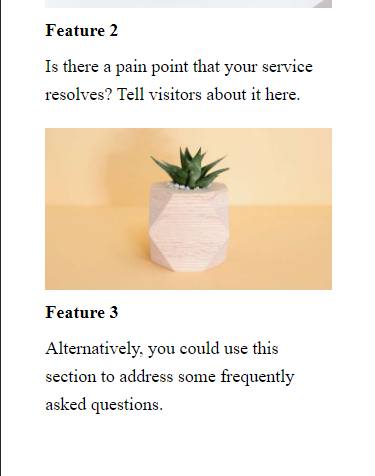 Feature 2
Is there a pain point that your service
resolves? Tell visitors about it here.
Feature 3
Alternatively, you could use this
section to address some frequently
asked questions.